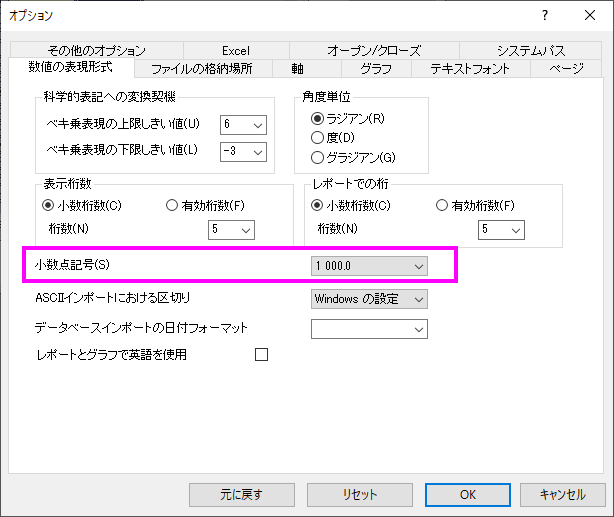 オプション
その他のオプション Excel オープン/クローズ システムパス
数値の表現形式 ファイルの格納場所 軸 グラフ テキストフォント ページ
科学的表記への変換契機
ベキ乗表現の上限しきい値(U) 6
ベキ乗表現の下限しきい値(L) -3
角度単位
ラジアン(R)
度(D)
グラジアン(G)
表示桁数
小数桁数(C) 有効桁数(F)
桁数(N) 5
レポートでの桁
小数桁数(C) 有効桁数(F)
桁数(N) 5
小数点記号(S) 1 000.0
ASCIIインポートにおける区切り Windows の設定
データベースインポートの日付フォーマット
レポートとグラフで英語を使用
元に戻す リセット OK キャンセル